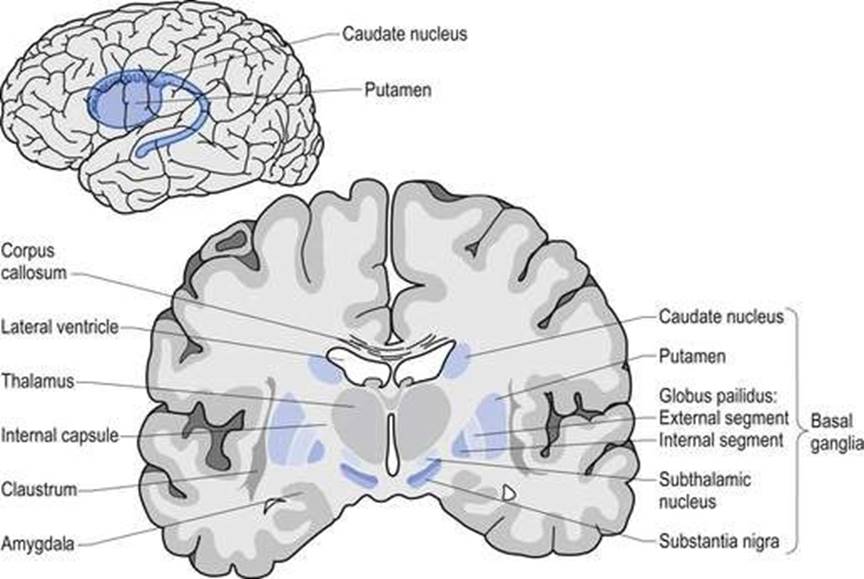 Caudate nucleus
Putamen
Corpus
callosum
Lateral ventricle
Thalamus
Internal capsule
Claustrum
Amygdala
Caudate nucleus
Putamen
Globus pailidus:
External segment
Internal segment
Subthalamic
nucleus
Substantia nigra
Basal
ganglia